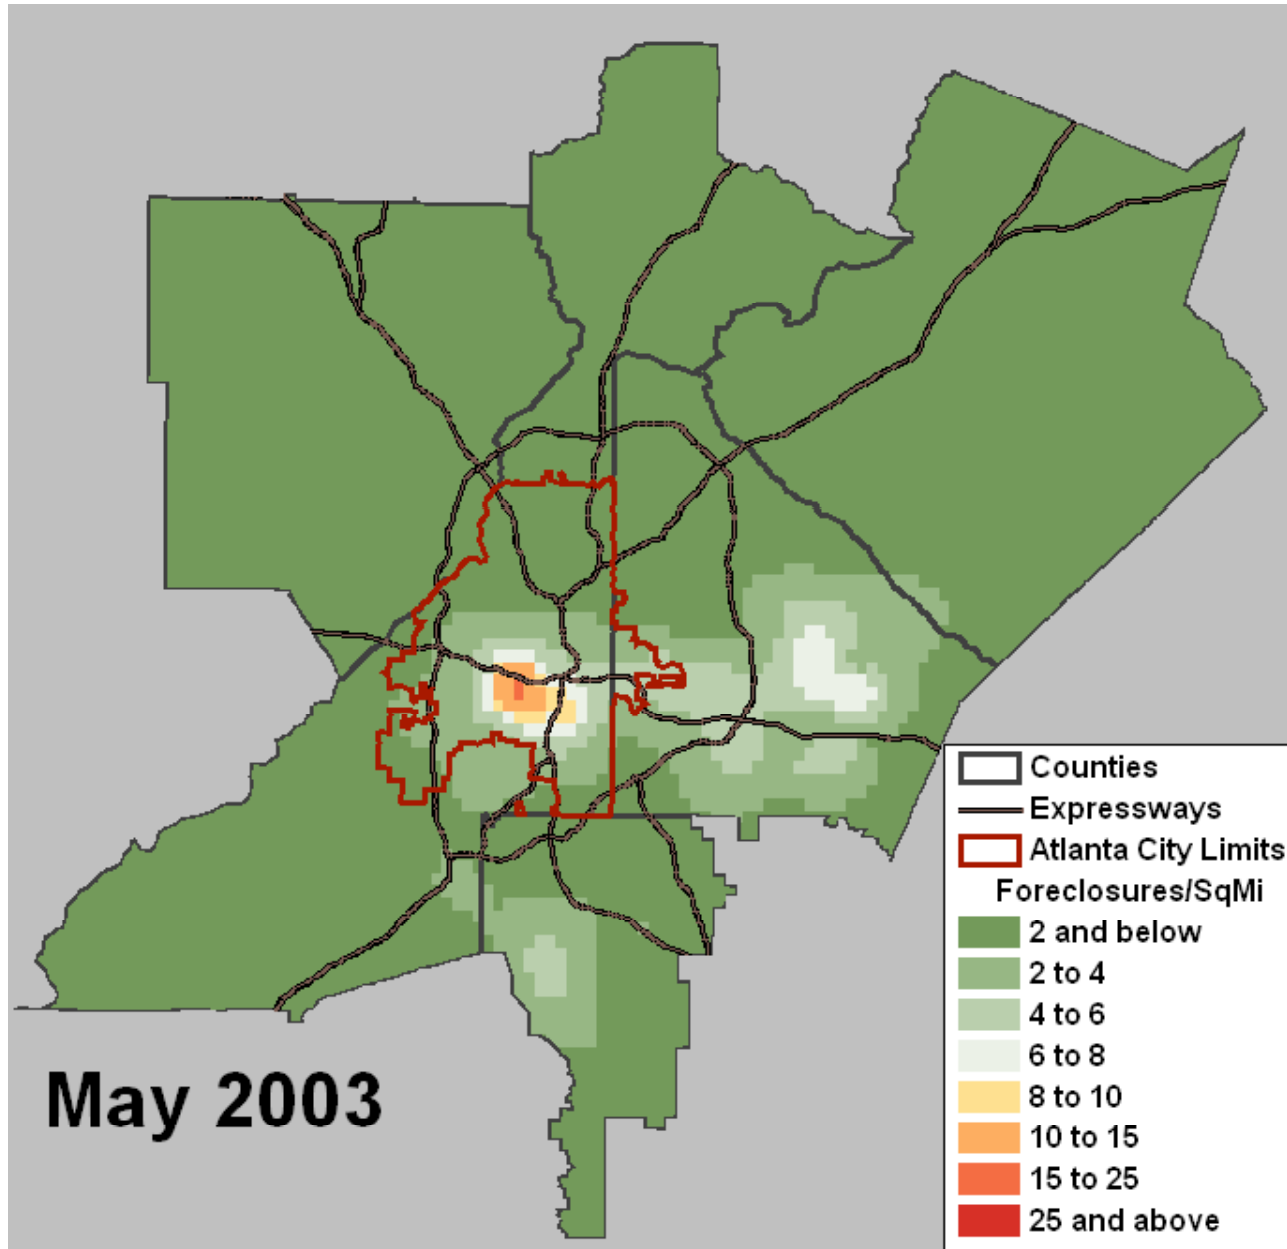 Counties
Expressways
Atlanta City Limits
Foreclosures/SqMi
2 and below
2 to 4
4 to 6
6 to 8
8 to 10
10 to 15
15 to 25
25 and above
May 2003